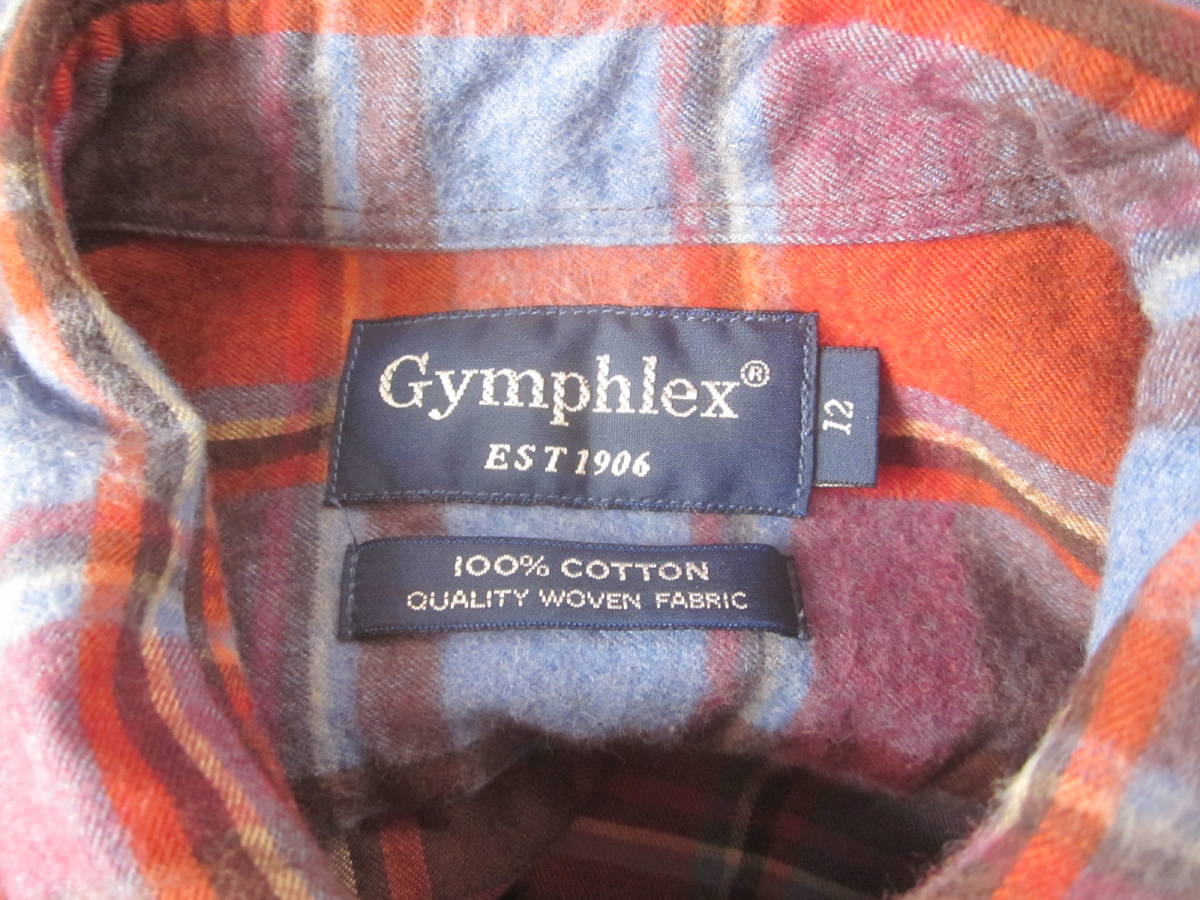 Gymphlex®
EST 1906
12
100% COTTON
QUALITY WOVEN FABRIC